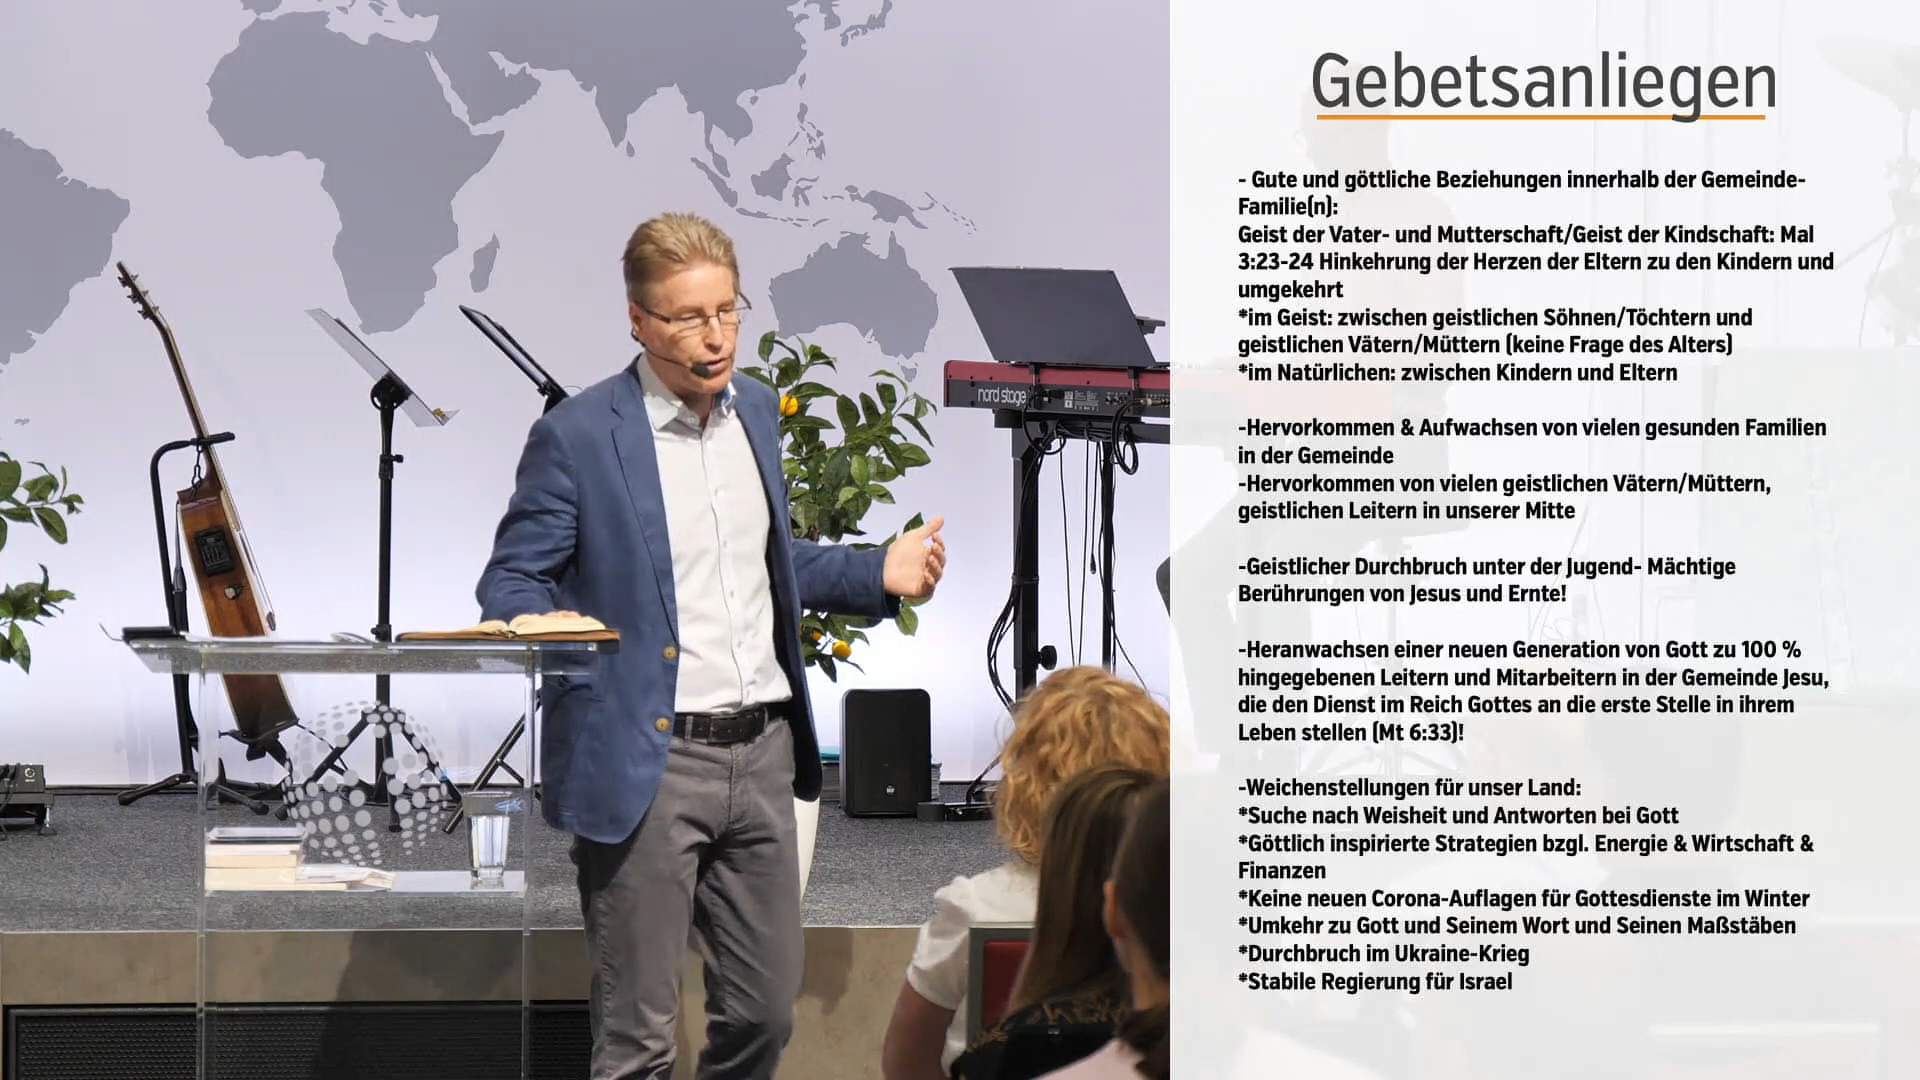 Gebetsanliegen
- Gute und göttliche Beziehungen innerhalb der Gemeinde-
Familie(n):
Geist der Vater- und Mutterschaft/Geist der Kindschaft: Mal
3:23-24 Hinkehrung der Herzen der Eltern zu den Kindern und
umgekehrt
*im Geist: zwischen geistlichen Söhnen/Töchtern und
geistlichen Vätern/Müttern (keine Frage des Alters)
*im Natürlichen: zwischen Kindern und Eltern
-Hervorkommen & Aufwachsen von vielen gesunden Familien
in der Gemeinde
-Hervorkommen von vielen geistlichen Vätern/Müttern,
geistlichen Leitern in unserer Mitte
-Geistlicher Durchbruch unter der Jugend- Mächtige
Berührungen von Jesus und Ernte!
-Heranwachsen einer neuen Generation von Gott zu 100 %
hingegebenen Leitern und Mitarbeitern in der Gemeinde Jesu,
die den Dienst im Reich Gottes an die erste Stelle in ihrem
Leben stellen (Mt 6:33)!
-Weichenstellungen für unser Land:
*Suche nach Weisheit und Antworten bei Gott
*Göttlich inspirierte Strategien bzgl. Energie & Wirtschaft &
Finanzen
*Keine neuen Corona-Auflagen für Gottesdienste im Winter
*Umkehr zu Gott und Seinem Wort und Seinen Maßstäben
*Durchbruch im Ukraine-Krieg
*Stabile Regierung für Israel
nord stage